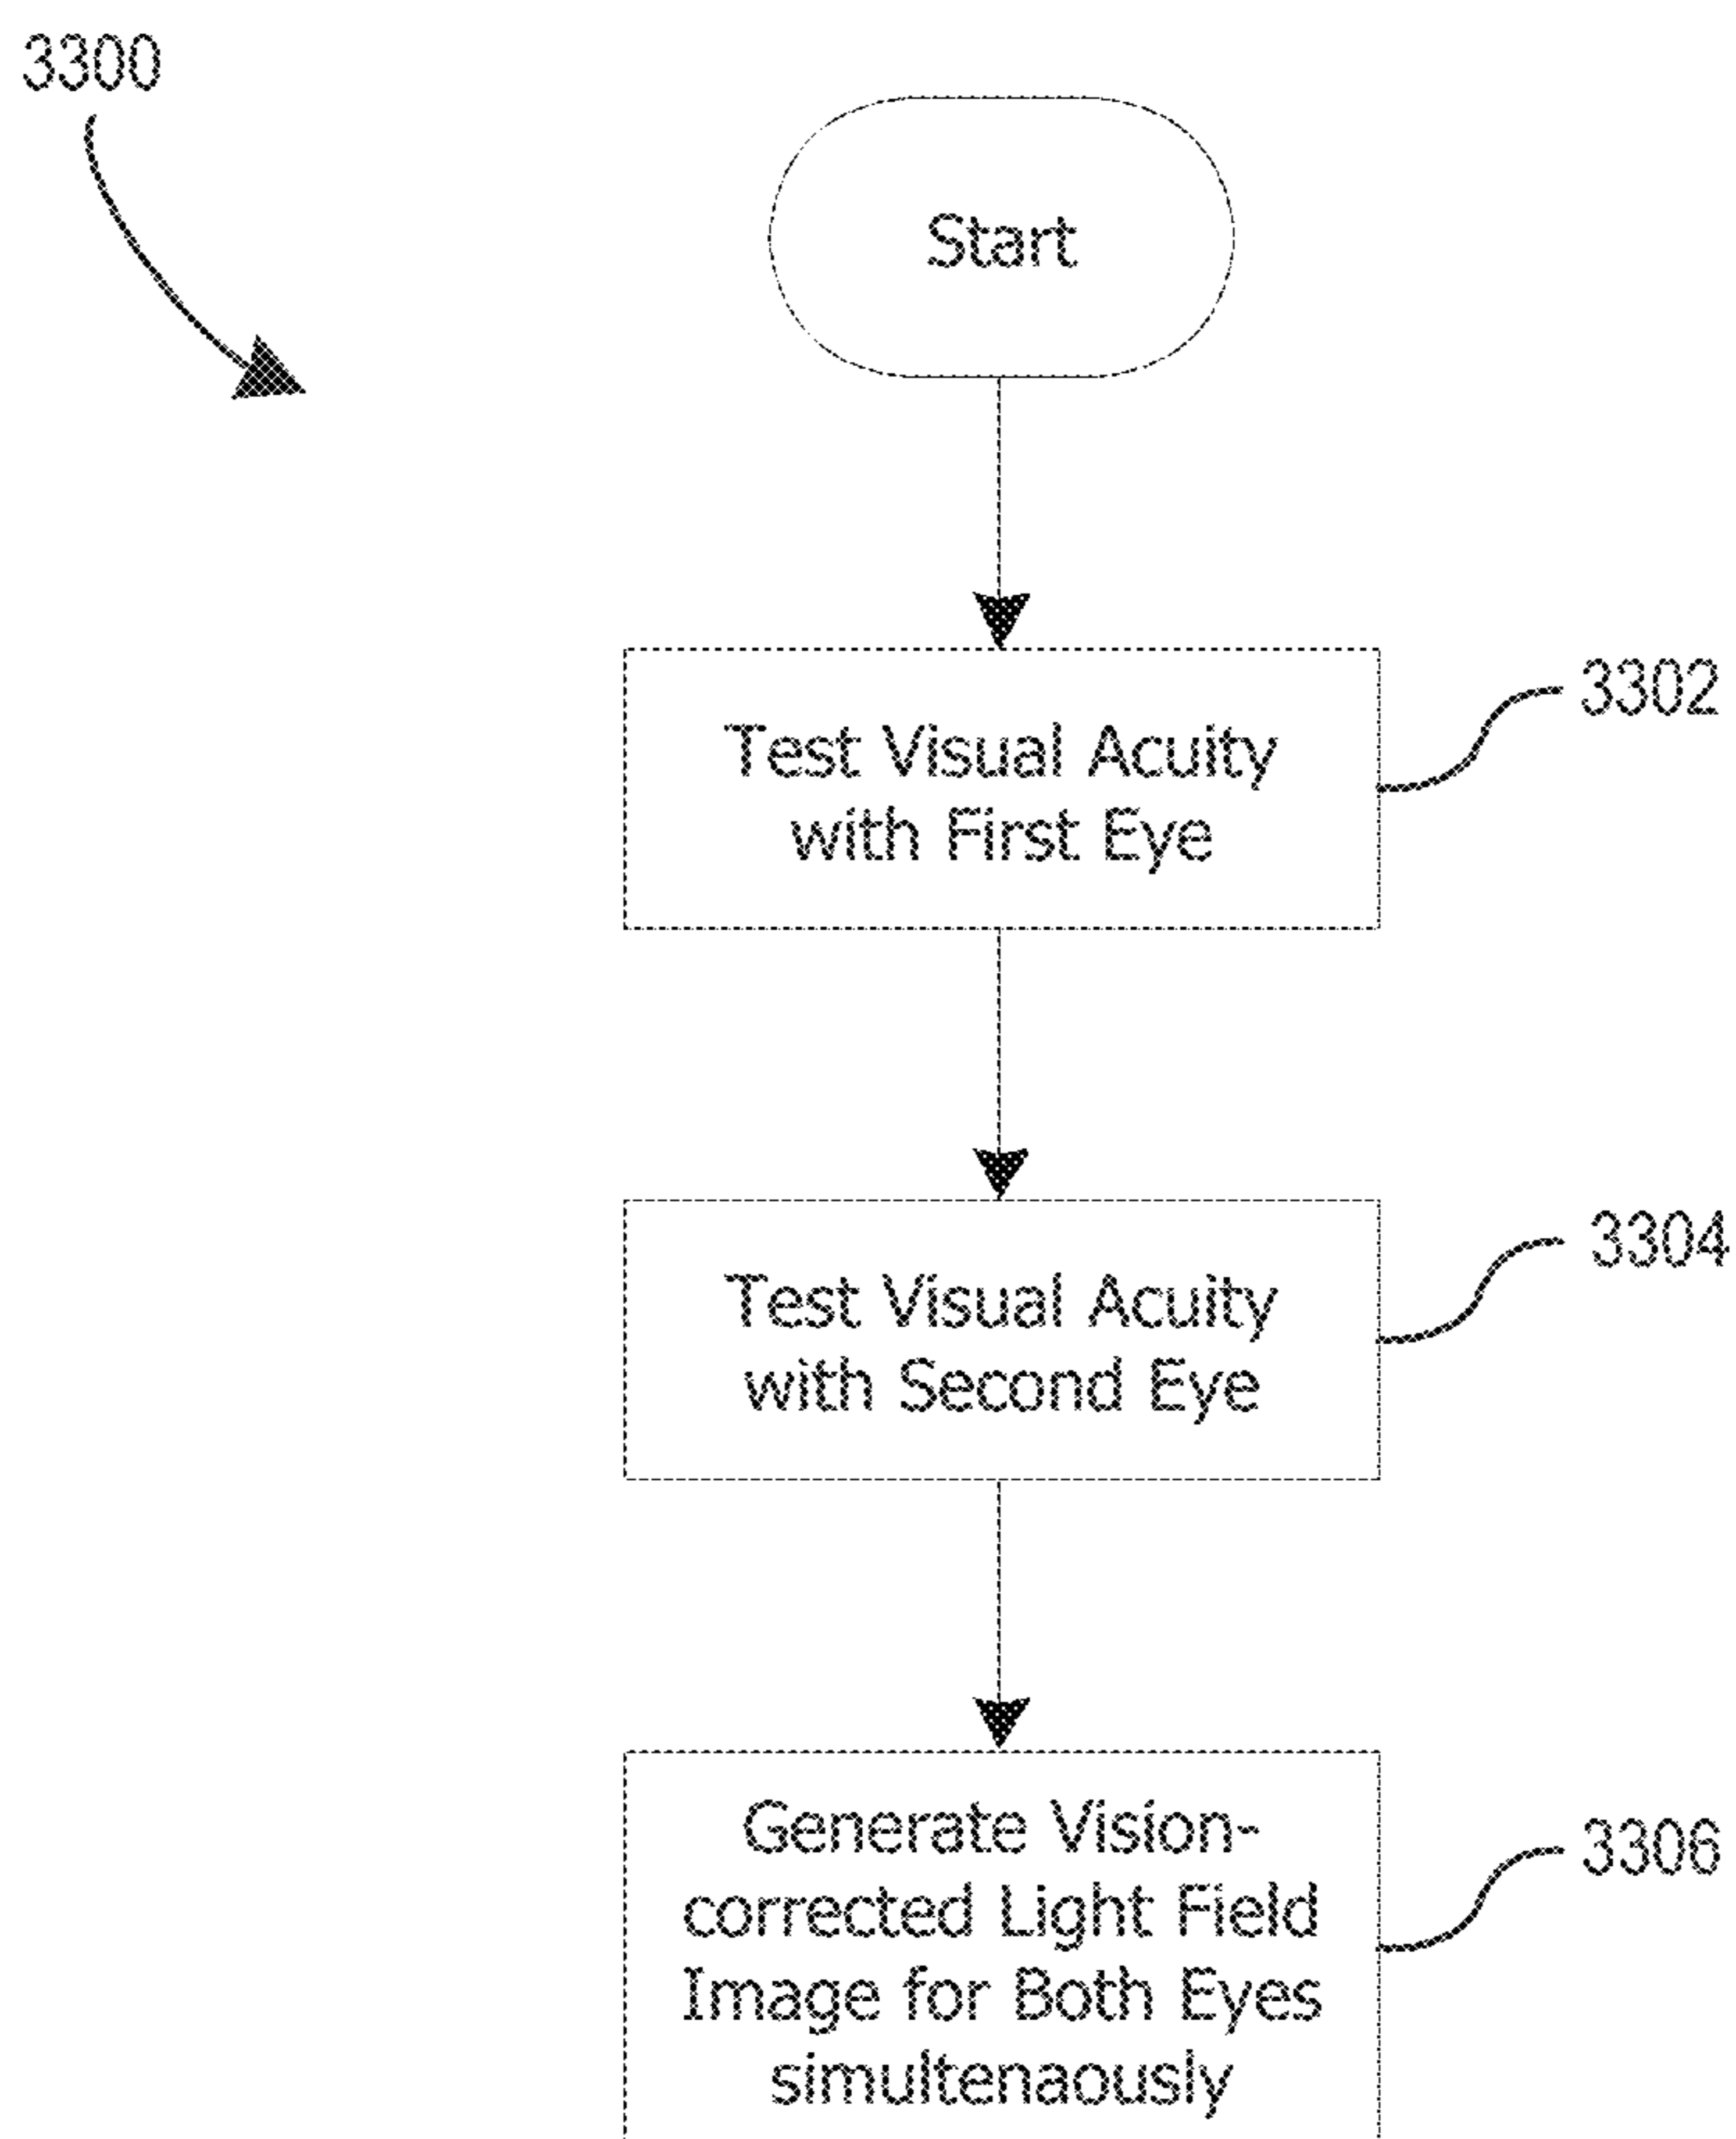 3300
Start
Test Visual Acuity
with First Eye
3302
Test Visual Acuity
with Second Eye
3304
Generate Vision-
corrected Light Field
Image for Both Eyes
simultenaously
3306